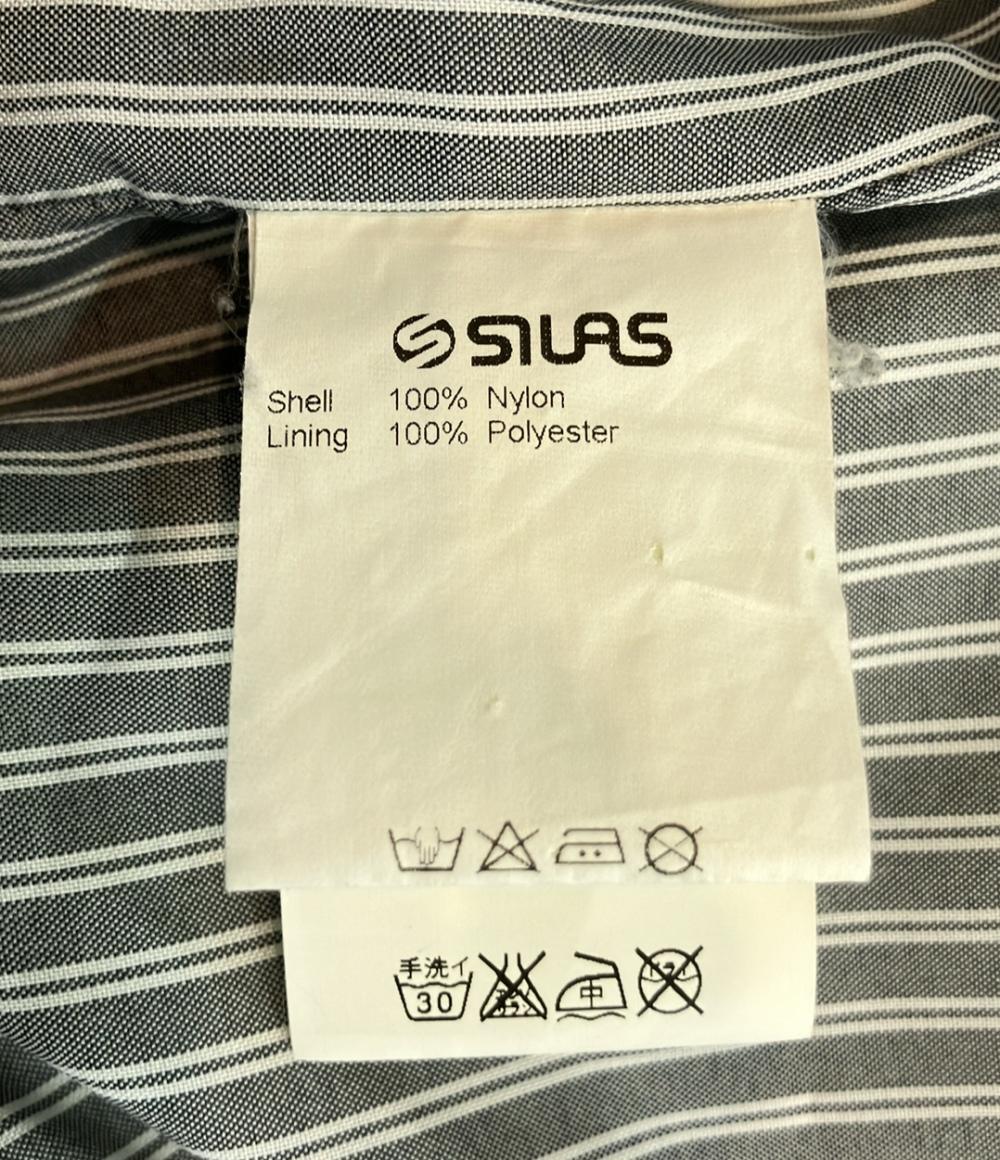 SILAS
Shell 100% Nylon
Lining 100% Polyester
手洗イ
30
中